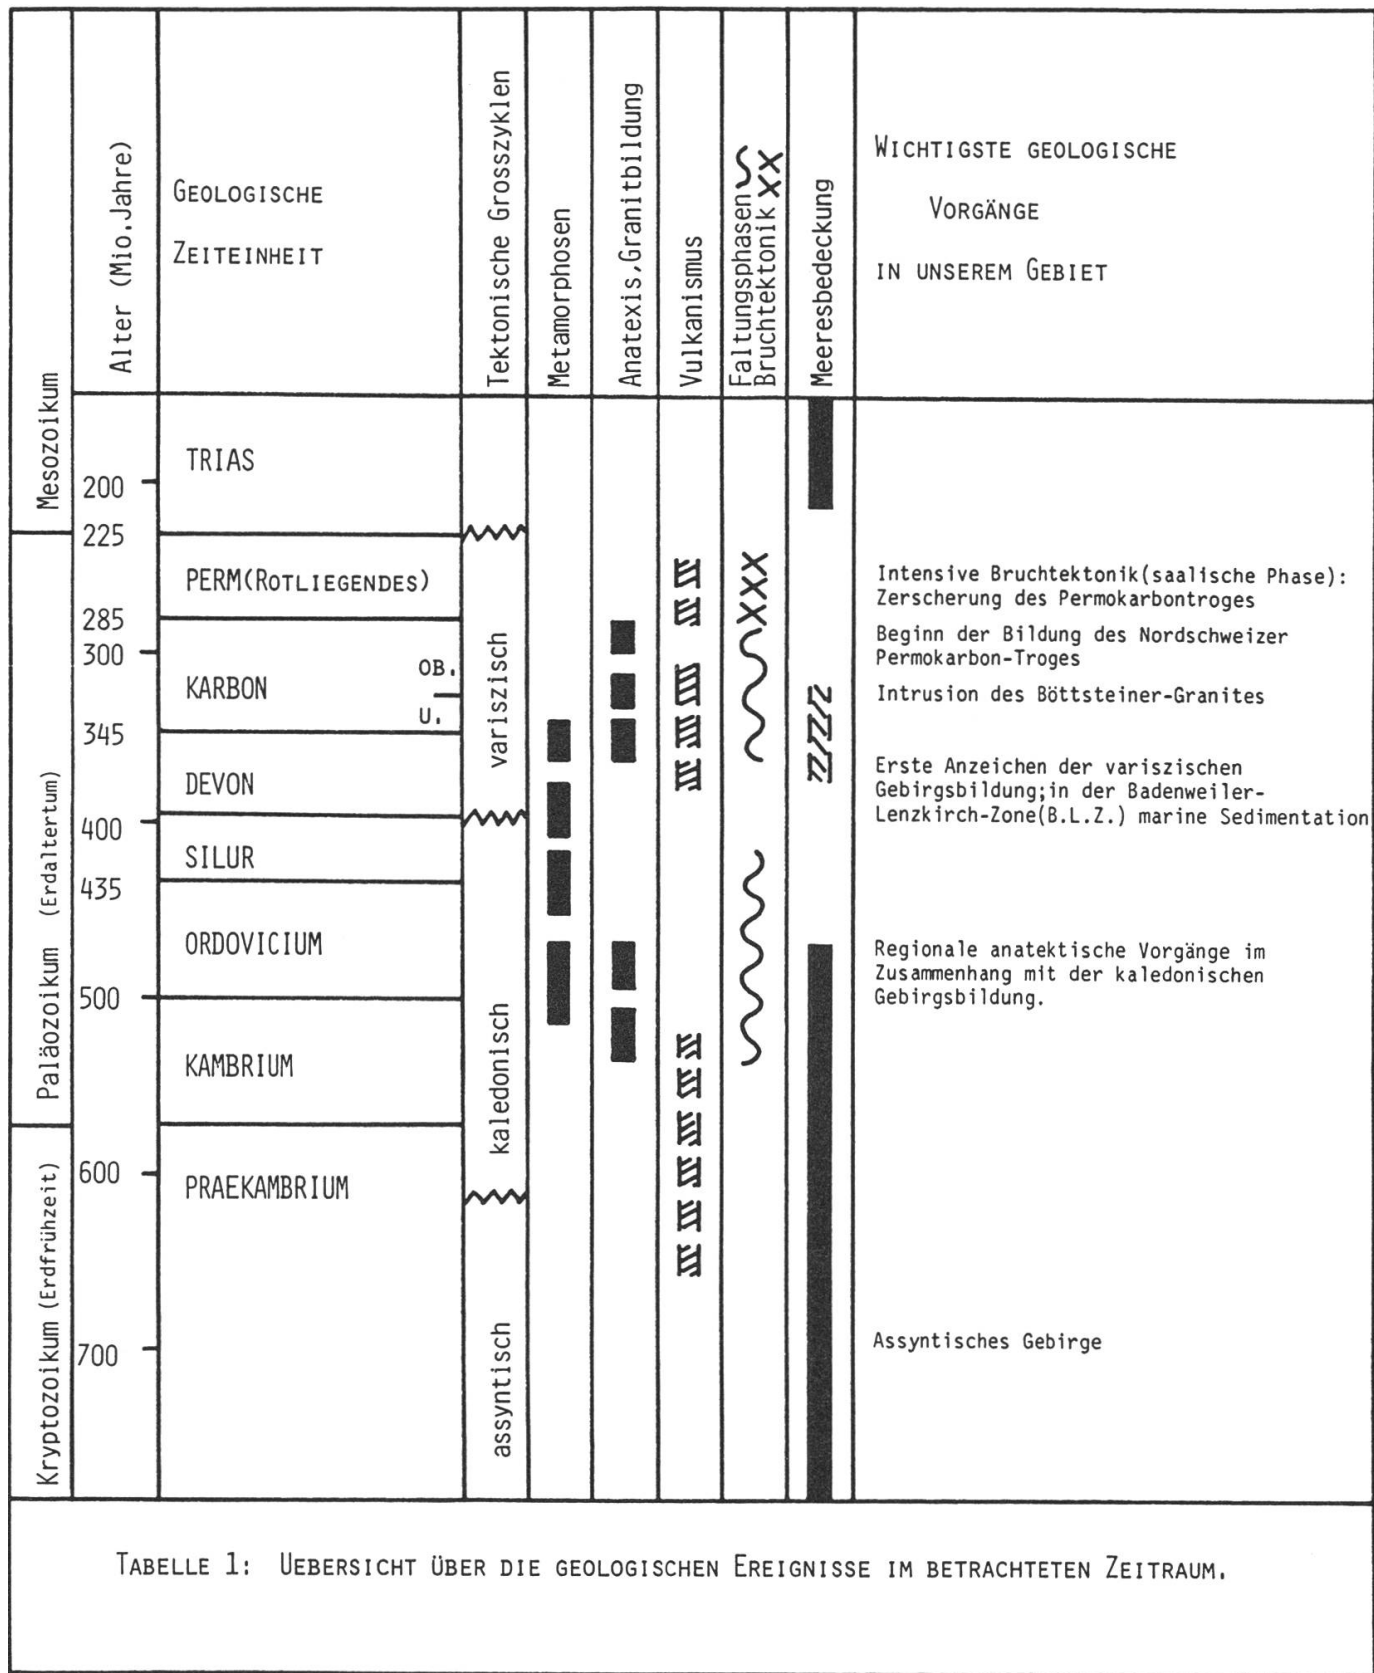 Alter (Mio.Jahre)
GEOLOGISCHE
ZEITEINHEIT
Tektonische Grosszyklen
Metamorphosen
Anatexis,Granitbildung
Vulkanismus
Faltungsphasen
Bruchtektonik
Meeresbedeckung
WICHTIGSTE GEOLOGISCHE
VORGÄNGE
IN UNSEREM GEBIET
Mesozoikum
Paläozoikum (Erdaltertum)
Kryptozoikum (Erdfrühzeit)
200
225
285
300
345
400
435
500
600
700
TRIAS
PERM(ROTLIEGENDES)
KARBON
OB.
U.
DEVON
SILUR
ORDOVICIUM
KAMBRIUM
PRAEKAMBRIUM
variszisch
kaledonisch
assyntisch
Intensive Bruchtektonik(saalische Phase):
Zerscherung des Permokarbontroges
Beginn der Bildung des Nordschweizer
Permokarbon-Troges
Intrusion des Böttsteiner-Granites
Erste Anzeichen der variszischen
Gebirgsbildung;in der Badenweiler-
Lenzkirch-Zone(B.L.Z.) marine Sedimentation
Regionale anatektische Vorgänge im
Zusammenhang mit der kaledonischen
Gebirgsbildung.
Assyntisches Gebirge
TABELLE 1: UEBERSICHT ÜBER DIE GEOLOGISCHEN EREIGNISSE IM BETRACHTETEN ZEITRAUM.